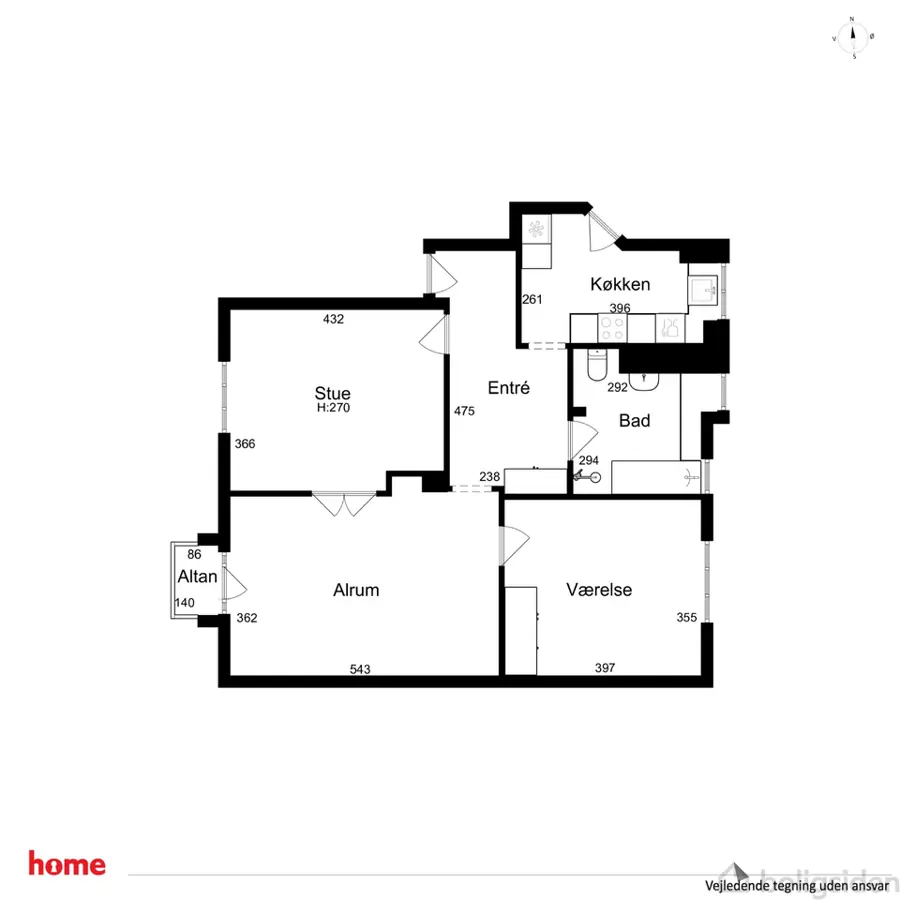 N
V Ø
S
Køkken
261
396
432
Stue
H:270
366
Entré
475
238
292
Bad
294
86
Altan
140
Alrum
362
543
Værelse
355
397
home
boligsiden
Vejledende tegning uden ansvar